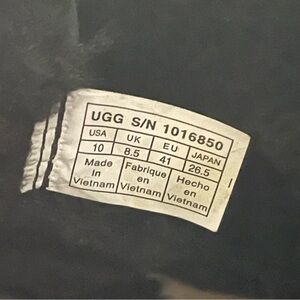 UGG S/N 1016850
USA UK EU JAPAN
10 8.5 41 26.5
Made Fabrique Hecho
in en en
Vietnam Vietnam Vietnam